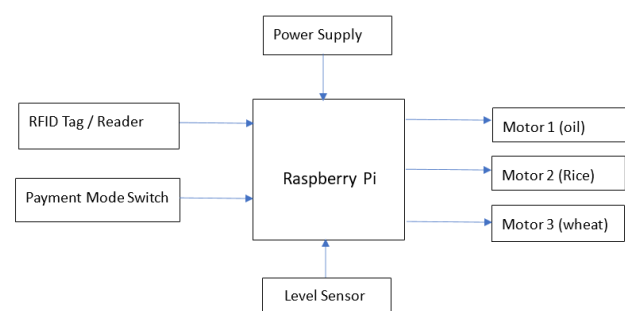 Power Supply
RFID Tag / Reader
Motor 1 (oil)
Raspberry Pi
Motor 2 (Rice)
Payment Mode Switch
Motor 3 (wheat)
Level Sensor